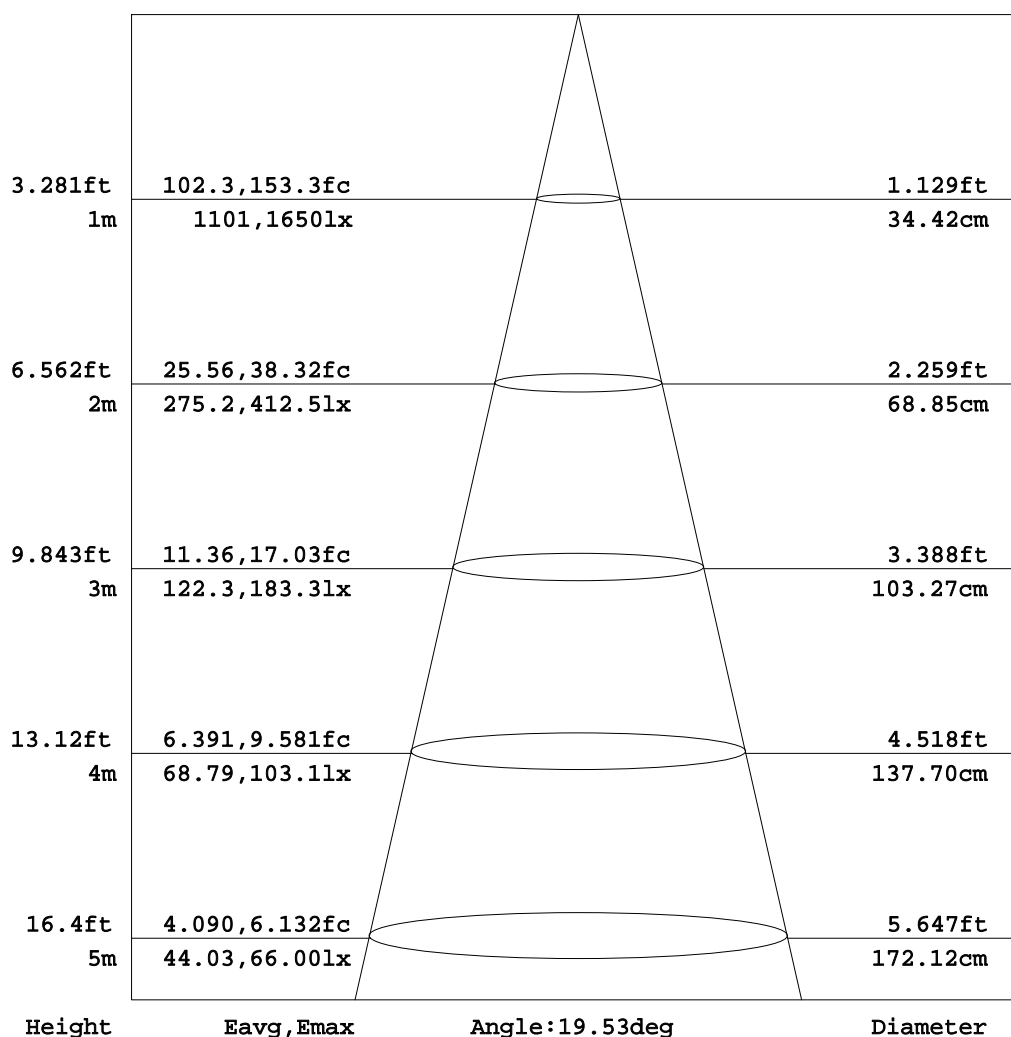 3.281ft 102.3,153.3fc 1.129ft
1m 1101,1650lx 34.42cm
6.562ft 25.56,38.32fc 2.259ft
2m 275.2,412.5lx 68.85cm
9.843ft 11.36,17.03fc 3.388ft
3m 122.3,183.3lx 103.27cm
13.12ft 6.391,9.581fc 4.518ft
4m 68.79,103.1lx 137.70cm
16.4ft 4.090,6.132fc 5.647ft
5m 44.03,66.00lx 172.12cm
Height Eavg,Emax Angle:19.53deg Diameter